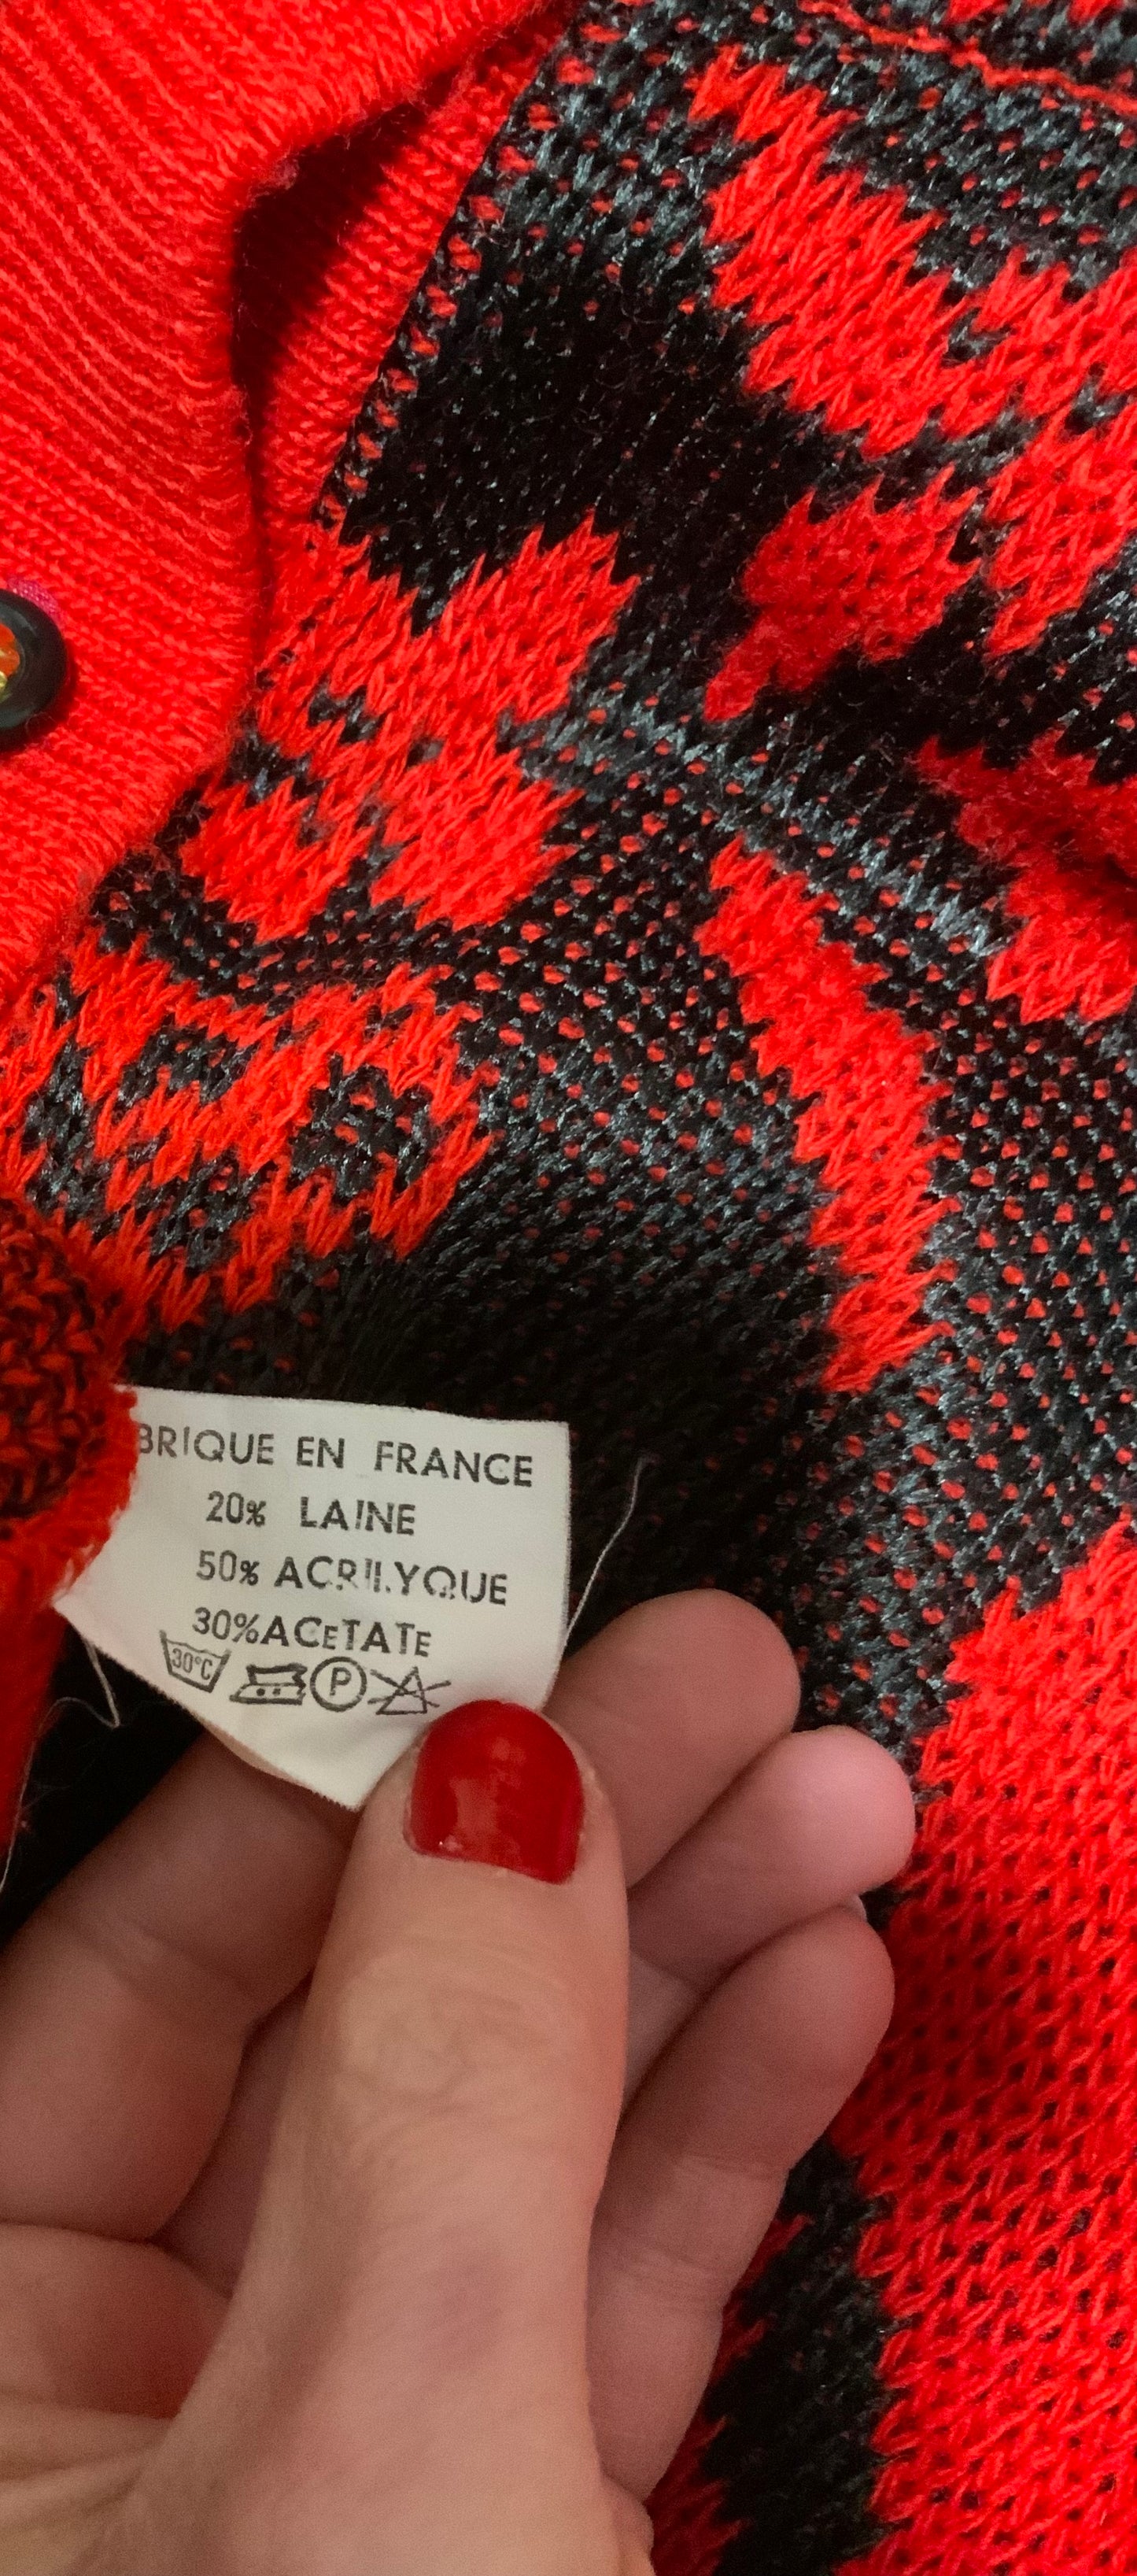 BRIQUE EN FRANCE
20% LAINE
50% ACRILYQUE
30%ACETATE
30°C P